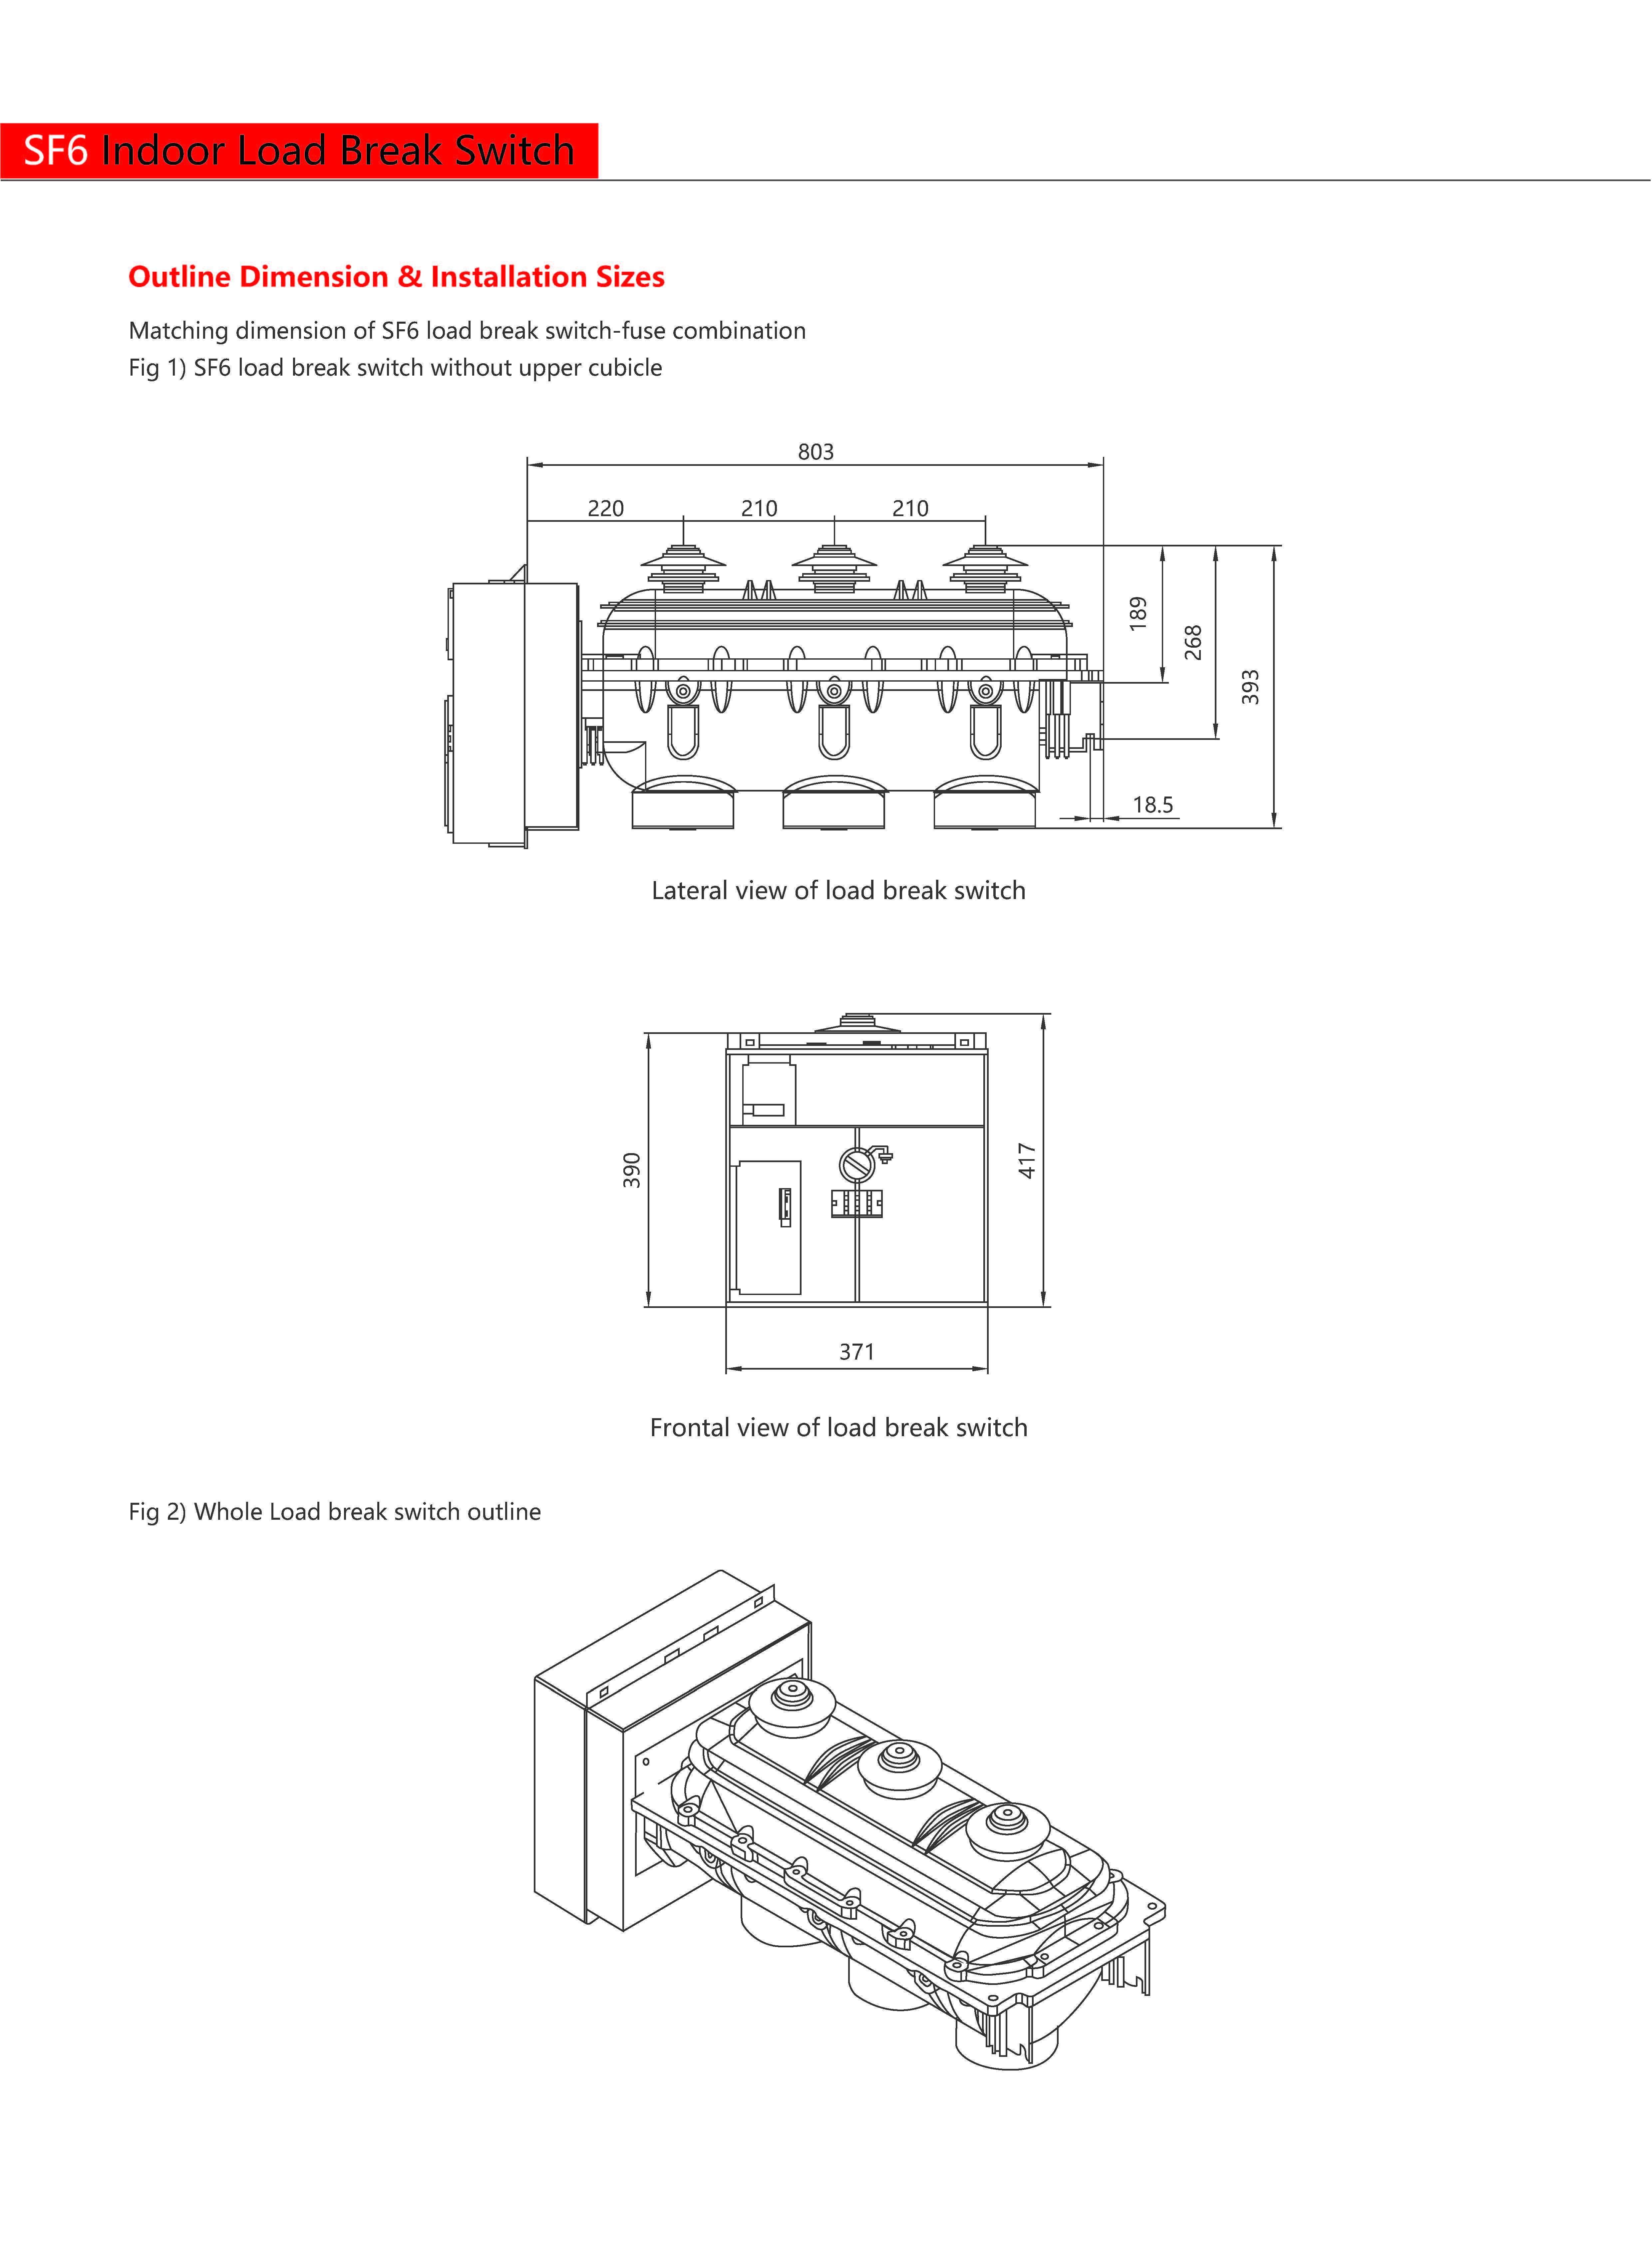 SF6 Indoor Load Break Switch
Outline Dimension & Installation Sizes
Matching dimension of SF6 load break switch-fuse combination
Fig 1) SF6 load break switch without upper cubicle
803
220
210
210
189
268
393
18.5
Lateral view of load break switch
390
417
371
Frontal view of load break switch
Fig 2) Whole Load break switch outline